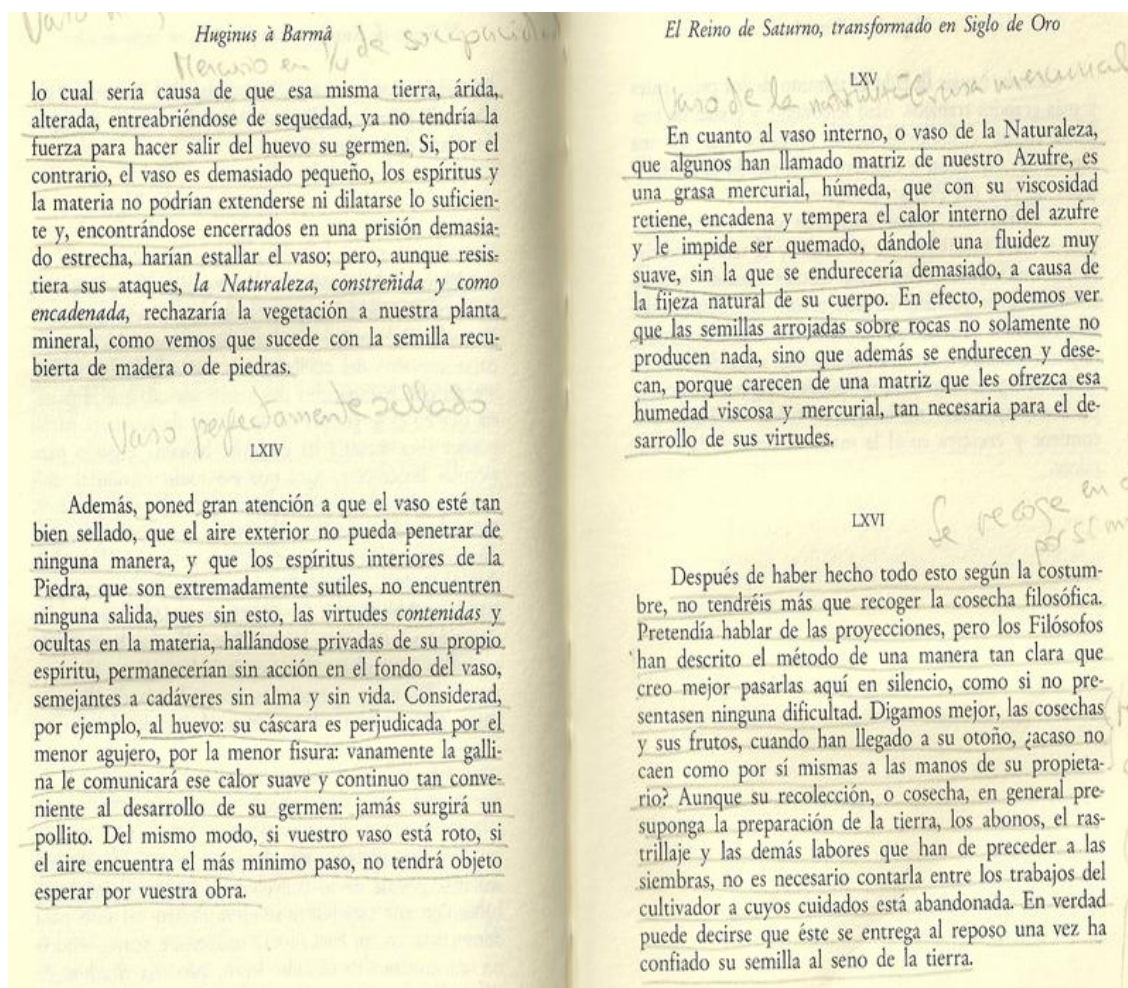 Vaso
Huginus à Barmâ
Mercurio en 1/4 de su capacidad
lo cual sería causa de que esa misma tierra, árida,
alterada, entreabriéndose de sequedad, ya no tendría la
fuerza para hacer salir del huevo su germen. Si, por el
contrario, el vaso es demasiado pequeño, los espíritus y
la materia no podrían extenderse ni dilatarse lo suficien-
te y, encontrándose encerrados en una prisión demasia-
do estrecha, harían estallar el vaso; pero, aunque resis-
tiera sus ataques, la Naturaleza, constreñida y como
encadenada, rechazaría la vegetación a nuestra planta
mineral, como vemos que sucede con la semilla recu-
bierta de madera o de piedras.
Vaso perfectamente sellado
LXIV
Además, poned gran atención a que el vaso esté tan
bien sellado, que el aire exterior no pueda penetrar de
ninguna manera, y que los espíritus interiores de la
Piedra, que son extremadamente sutiles, no encuentren
ninguna salida, pues sin esto, las virtudes contenidas y
ocultas en la materia, hallándose privadas de su propio
espíritu, permanecerían sin acción en el fondo del vaso,
semejantes a cadáveres sin alma y sin vida. Considerad,
por ejemplo, al huevo: su cáscara es perjudicada por el
menor agujero, por la menor fisura: vanamente la galli-
na le comunicará ese calor suave y continuo tan conve-
niente al desarrollo de su germen: jamás surgirá un
pollito. Del mismo modo, si vuestro vaso está roto, si
el aire encuentra el más mínimo paso, no tendrá objeto
esperar por vuestra obra.
El Reino de Saturno, transformado en Siglo de Oro
LXV
Vaso de la naturaleza Grasa mercurial
En cuanto al vaso interno, o vaso de la Naturaleza,
que algunos han llamado matriz de nuestro Azufre, es
una grasa mercurial, húmeda, que con su viscosidad
retiene, encadena y tempera el calor interno del azufre
y le impide ser quemado, dándole una fluidez muy
suave, sin la que se endurecería demasiado, a causa de
la fijeza natural de su cuerpo. En efecto, podemos ver
que las semillas arrojadas sobre rocas no solamente no
producen nada, sino que además se endurecen y dese-
can, porque carecen de una matriz que les ofrezca esa
humedad viscosa y mercurial, tan necesaria para el de-
sarrollo de sus virtudes.
LXVI
Se recoge en
por sí
Después de haber hecho todo esto según la costum-
bre, no tendréis más que recoger la cosecha filosófica.
Pretendía hablar de las proyecciones, pero los Filósofos
han descrito el método de una manera tan clara que
creo mejor pasarlas aquí en silencio, como si no pre-
sentasen ninguna dificultad. Digamos mejor, las cosechas
y sus frutos, cuando han llegado a su otoño, ¿acaso no
caen como por sí mismas a las manos de su propieta-
rio? Aunque su recolección, o cosecha, en general pre-
suponga la preparación de la tierra, los abonos, el ras-
trillaje y las demás labores que han de preceder a las
siembras, no es necesario contarla entre los trabajos del
cultivador a cuyos cuidados está abandonada. En verdad
puede decirse que éste se entrega al reposo una vez ha
confiado su semilla al seno de la tierra.